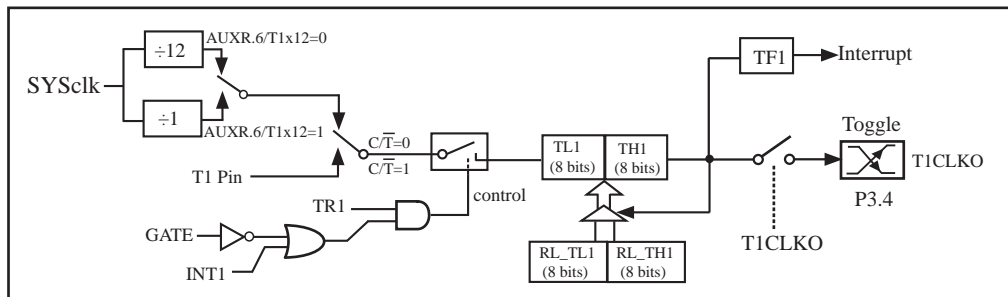 ÷12
AUXR.6/T1x12=0
SYSclk
÷1
AUXR.6/T1x12=1
T1 Pin
C/T̅=0
C/T̅=1
control
TR1
GATE
INT1
TL1
(8 bits)
TH1
(8 bits)
RL_TL1
(8 bits)
RL_TH1
(8 bits)
TF1
Interrupt
Toggle
T1CLKO
P3.4
T1CLKO